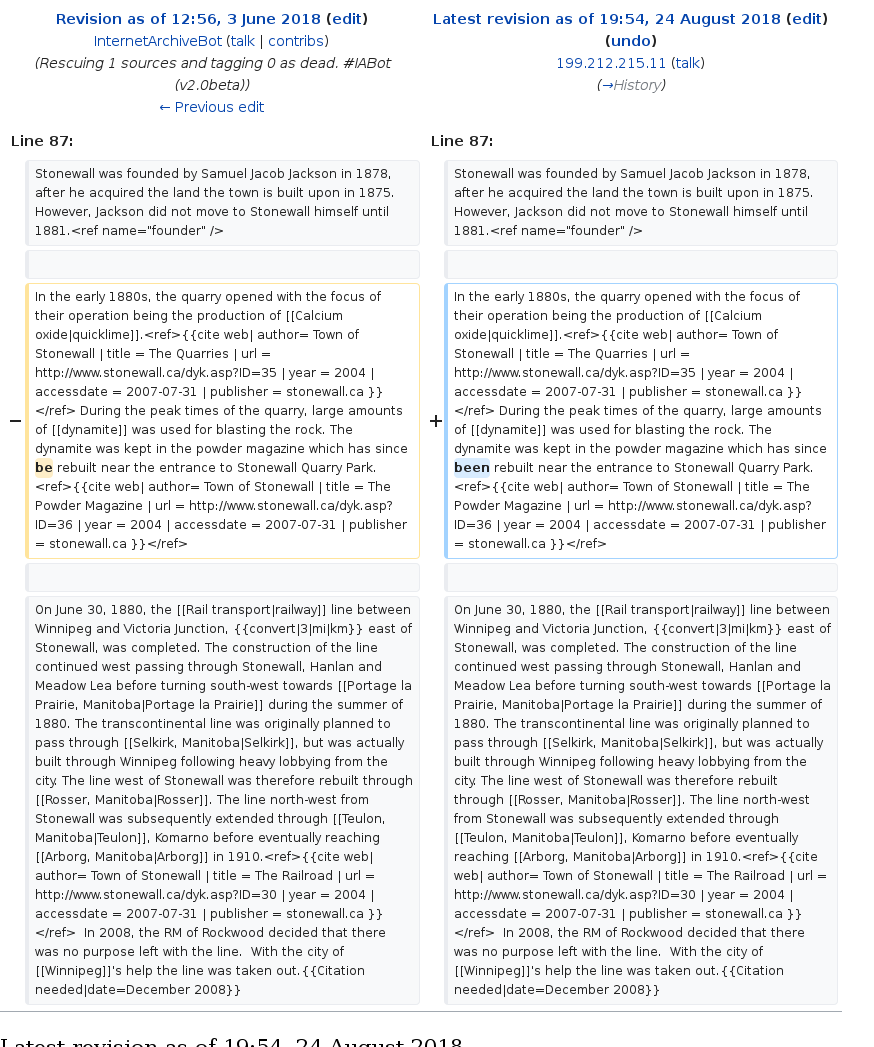 Revision as of 12:56, 3 June 2018 (edit)
InternetArchiveBot (talk | contribs)
(Rescuing 1 sources and tagging 0 as dead. #IABot
(v2.0beta))
← Previous edit
Latest revision as of 19:54, 24 August 2018 (edit)
(undo)
199.212.215.11 (talk)
(→History)
Line 87:
Line 87:
Stonewall was founded by Samuel Jacob Jackson in 1878,
after he acquired the land the town is built upon in 1875.
However, Jackson did not move to Stonewall himself until
1881.<ref name="founder" />
Stonewall was founded by Samuel Jacob Jackson in 1878,
after he acquired the land the town is built upon in 1875.
However, Jackson did not move to Stonewall himself until
1881.<ref name="founder" />
−
In the early 1880s, the quarry opened with the focus of
their operation being the production of [[Calcium
oxide|quicklime]].<ref>{{cite web| author= Town of
Stonewall | title = The Quarries | url =
http://www.stonewall.ca/dyk.asp?ID=35 | year = 2004 |
accessdate = 2007-07-31 | publisher = stonewall.ca }}
</ref> During the peak times of the quarry, large amounts
of [[dynamite]] was used for blasting the rock. The
dynamite was kept in the powder magazine which has since
be rebuilt near the entrance to Stonewall Quarry Park.
<ref>{{cite web| author= Town of Stonewall | title = The
Powder Magazine | url = http://www.stonewall.ca/dyk.asp?
ID=36 | year = 2004 | accessdate = 2007-07-31 | publisher
= stonewall.ca }}</ref>
+
In the early 1880s, the quarry opened with the focus of
their operation being the production of [[Calcium
oxide|quicklime]].<ref>{{cite web| author= Town of
Stonewall | title = The Quarries | url =
http://www.stonewall.ca/dyk.asp?ID=35 | year = 2004 |
accessdate = 2007-07-31 | publisher = stonewall.ca }}
</ref> During the peak times of the quarry, large amounts
of [[dynamite]] was used for blasting the rock. The
dynamite was kept in the powder magazine which has since
been rebuilt near the entrance to Stonewall Quarry Park.
<ref>{{cite web| author= Town of Stonewall | title = The
Powder Magazine | url = http://www.stonewall.ca/dyk.asp?
ID=36 | year = 2004 | accessdate = 2007-07-31 | publisher
= stonewall.ca }}</ref>
On June 30, 1880, the [[Rail transport|railway]] line between
Winnipeg and Victoria Junction, {{convert|3|mi|km}} east of
Stonewall, was completed. The construction of the line
continued west passing through Stonewall, Hanlan and
Meadow Lea before turning south-west towards [[Portage la
Prairie, Manitoba|Portage la Prairie]] during the summer of
1880. The transcontinental line was originally planned to
pass through [[Selkirk, Manitoba|Selkirk]], but was actually
built through Winnipeg following heavy lobbying from the
city. The line west of Stonewall was therefore rebuilt through
[[Rosser, Manitoba|Rosser]]. The line north-west from
Stonewall was subsequently extended through [[Teulon,
Manitoba|Teulon]], Komarno before eventually reaching
[[Arborg, Manitoba|Arborg]] in 1910.<ref>{{cite web|
author= Town of Stonewall | title = The Railroad | url =
http://www.stonewall.ca/dyk.asp?ID=30 | year = 2004 |
accessdate = 2007-07-31 | publisher = stonewall.ca }}
</ref>  In 2008, the RM of Rockwood decided that there
was no purpose left with the line.  With the city of
[[Winnipeg]]'s help the line was taken out.{{Citation
needed|date=December 2008}}
On June 30, 1880, the [[Rail transport|railway]] line between
Winnipeg and Victoria Junction, {{convert|3|mi|km}} east of
Stonewall, was completed. The construction of the line
continued west passing through Stonewall, Hanlan and
Meadow Lea before turning south-west towards [[Portage la
Prairie, Manitoba|Portage la Prairie]] during the summer of
1880. The transcontinental line was originally planned to
pass through [[Selkirk, Manitoba|Selkirk]], but was actually
built through Winnipeg following heavy lobbying from the
city. The line west of Stonewall was therefore rebuilt
through [[Rosser, Manitoba|Rosser]]. The line north-west
from Stonewall was subsequently extended through
[[Teulon, Manitoba|Teulon]], Komarno before eventually
reaching [[Arborg, Manitoba|Arborg]] in 1910.<ref>{{cite
web| author= Town of Stonewall | title = The Railroad | url =
http://www.stonewall.ca/dyk.asp?ID=30 | year = 2004 |
accessdate = 2007-07-31 | publisher = stonewall.ca }}
</ref>  In 2008, the RM of Rockwood decided that there
was no purpose left with the line.  With the city of
[[Winnipeg]]'s help the line was taken out.{{Citation
needed|date=December 2008}}
Latest revision as of 19:54, 24 August 2018